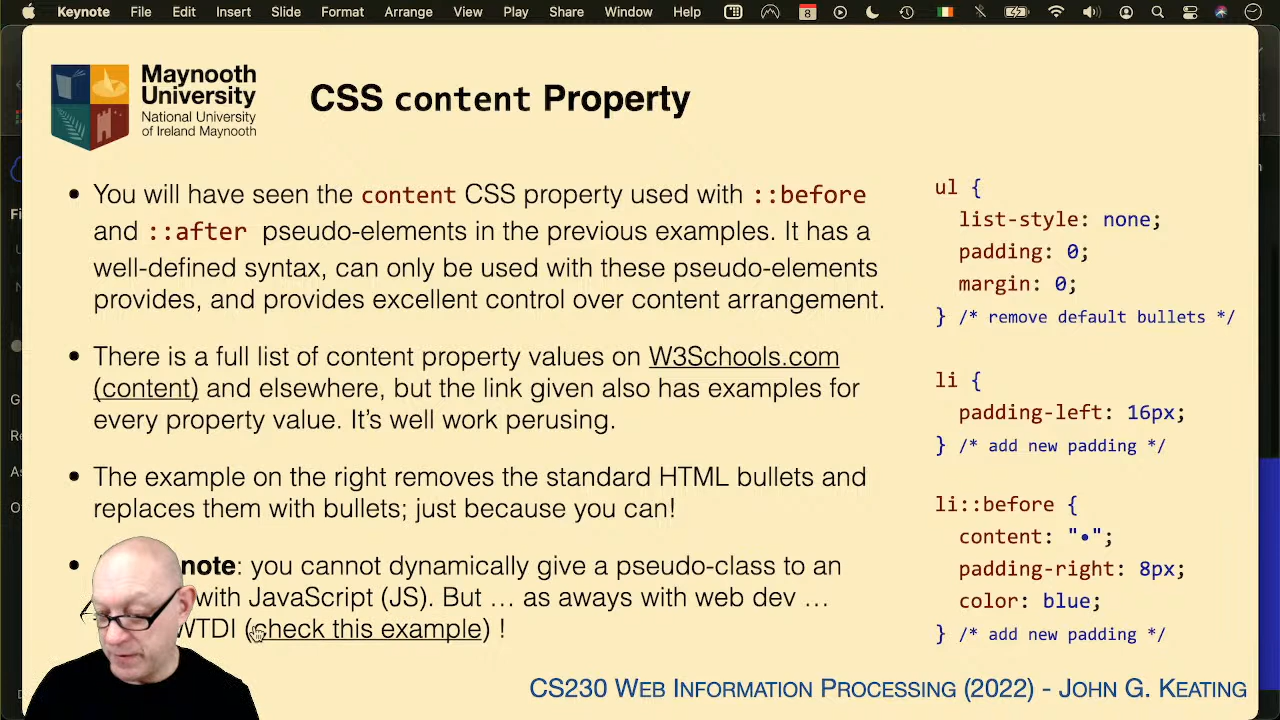 Keynote File Edit Insert Slide Format Arrange View Play Share Window Help 8
Maynooth
University
National University
of Ireland Maynooth
CSS content Property
• You will have seen the content CSS property used with ::before
and ::after pseudo-elements in the previous examples. It has a
well-defined syntax, can only be used with these pseudo-elements
provides, and provides excellent control over content arrangement.
• There is a full list of content property values on W3Schools.com
(content) and elsewhere, but the link given also has examples for
every property value. It's well work perusing.
• The example on the right removes the standard HTML bullets and
replaces them with bullets; just because you can!
• note: you cannot dynamically give a pseudo-class to an
with JavaScript (JS). But … as aways with web dev …
WTDI (check this example) !
ul {
list-style: none;
padding: 0;
margin: 0;
} /* remove default bullets */
li {
padding-left: 16px;
} /* add new padding */
li::before {
content: "•";
padding-right: 8px;
color: blue;
} /* add new padding */
CS230 Web Information Processing (2022) - John G. Keating